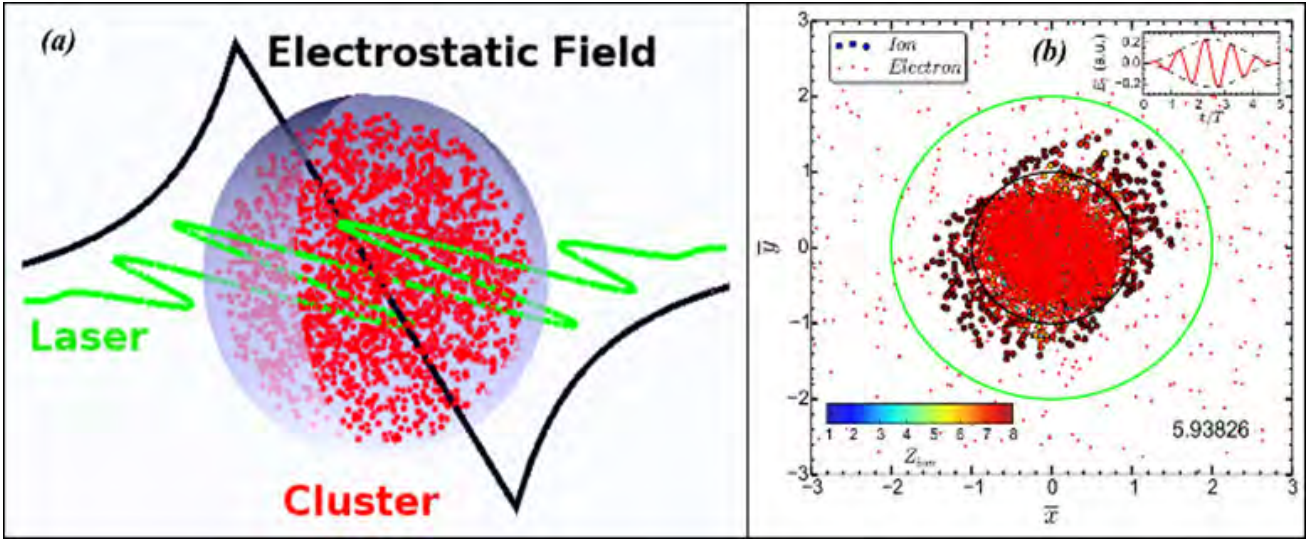 (a)
Electrostatic Field
Laser
Cluster
(b)
Ion
Electron
E_l (a.u.)
0.2
0.0
−0.2
0 1 2 3 4 5
t/T
3
2
1
0
−1
−2
−3
y̅
1 2 3 4 5 6 7 8
5.93826
−3 −2 −1 0 1 2 3
x̅